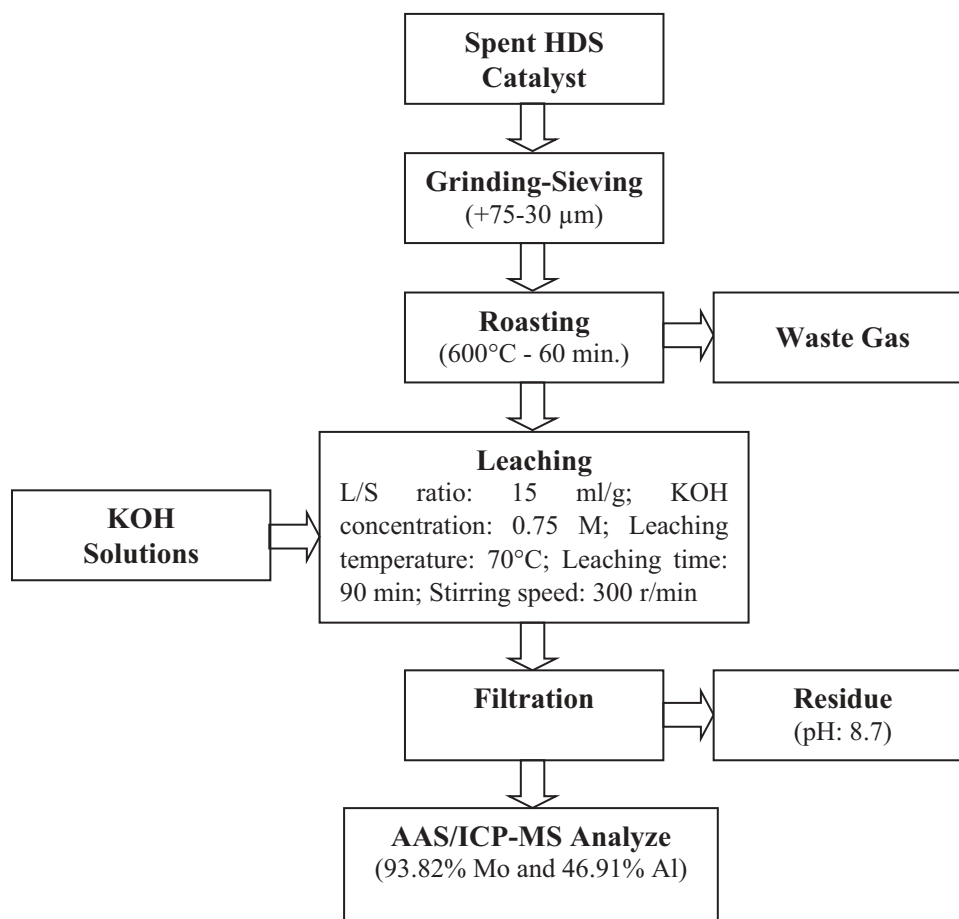 Spent HDS
Catalyst
Grinding-Sieving
(+75-30 µm)
Roasting
(600°C - 60 min.)
Waste Gas
Leaching
L/S ratio: 15 ml/g; KOH
concentration: 0.75 M; Leaching
temperature: 70°C; Leaching time:
90 min; Stirring speed: 300 r/min
KOH
Solutions
Filtration
Residue
(pH: 8.7)
AAS/ICP-MS Analyze
(93.82% Mo and 46.91% Al)